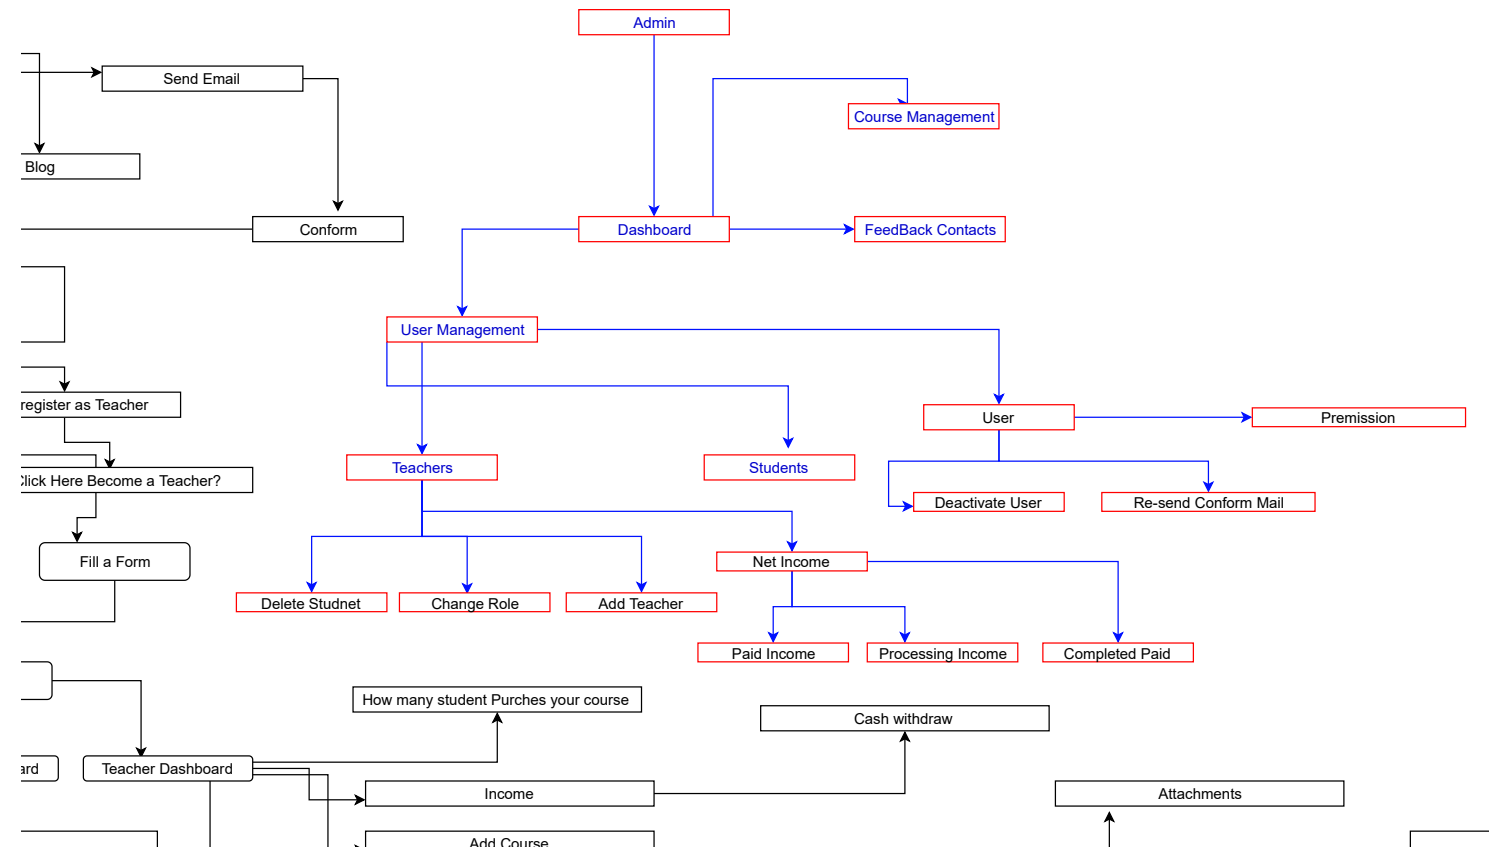 Admin
Send Email
Course Management
Blog
Conform
Dashboard
FeedBack Contacts
User Management
register as Teacher
User
Premission
Teachers
Students
Click Here Become a Teacher?
Deactivate User
Re-send Conform Mail
Fill a Form
Net Income
Delete Studnet
Change Role
Add Teacher
Paid Income
Processing Income
Completed Paid
How many student Purches your course
Cash withdraw
Teacher Dashboard
Income
Attachments
Add Course